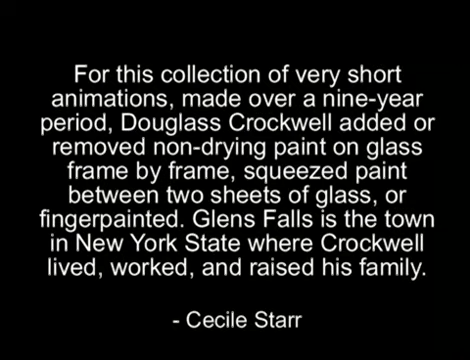 For this collection of very short
animations, made over a nine-year
period, Douglass Crockwell added or
removed non-drying paint on glass
frame by frame, squeezed paint
between two sheets of glass, or
fingerpainted. Glens Falls is the town
in New York State where Crockwell
lived, worked, and raised his family.
- Cecile Starr